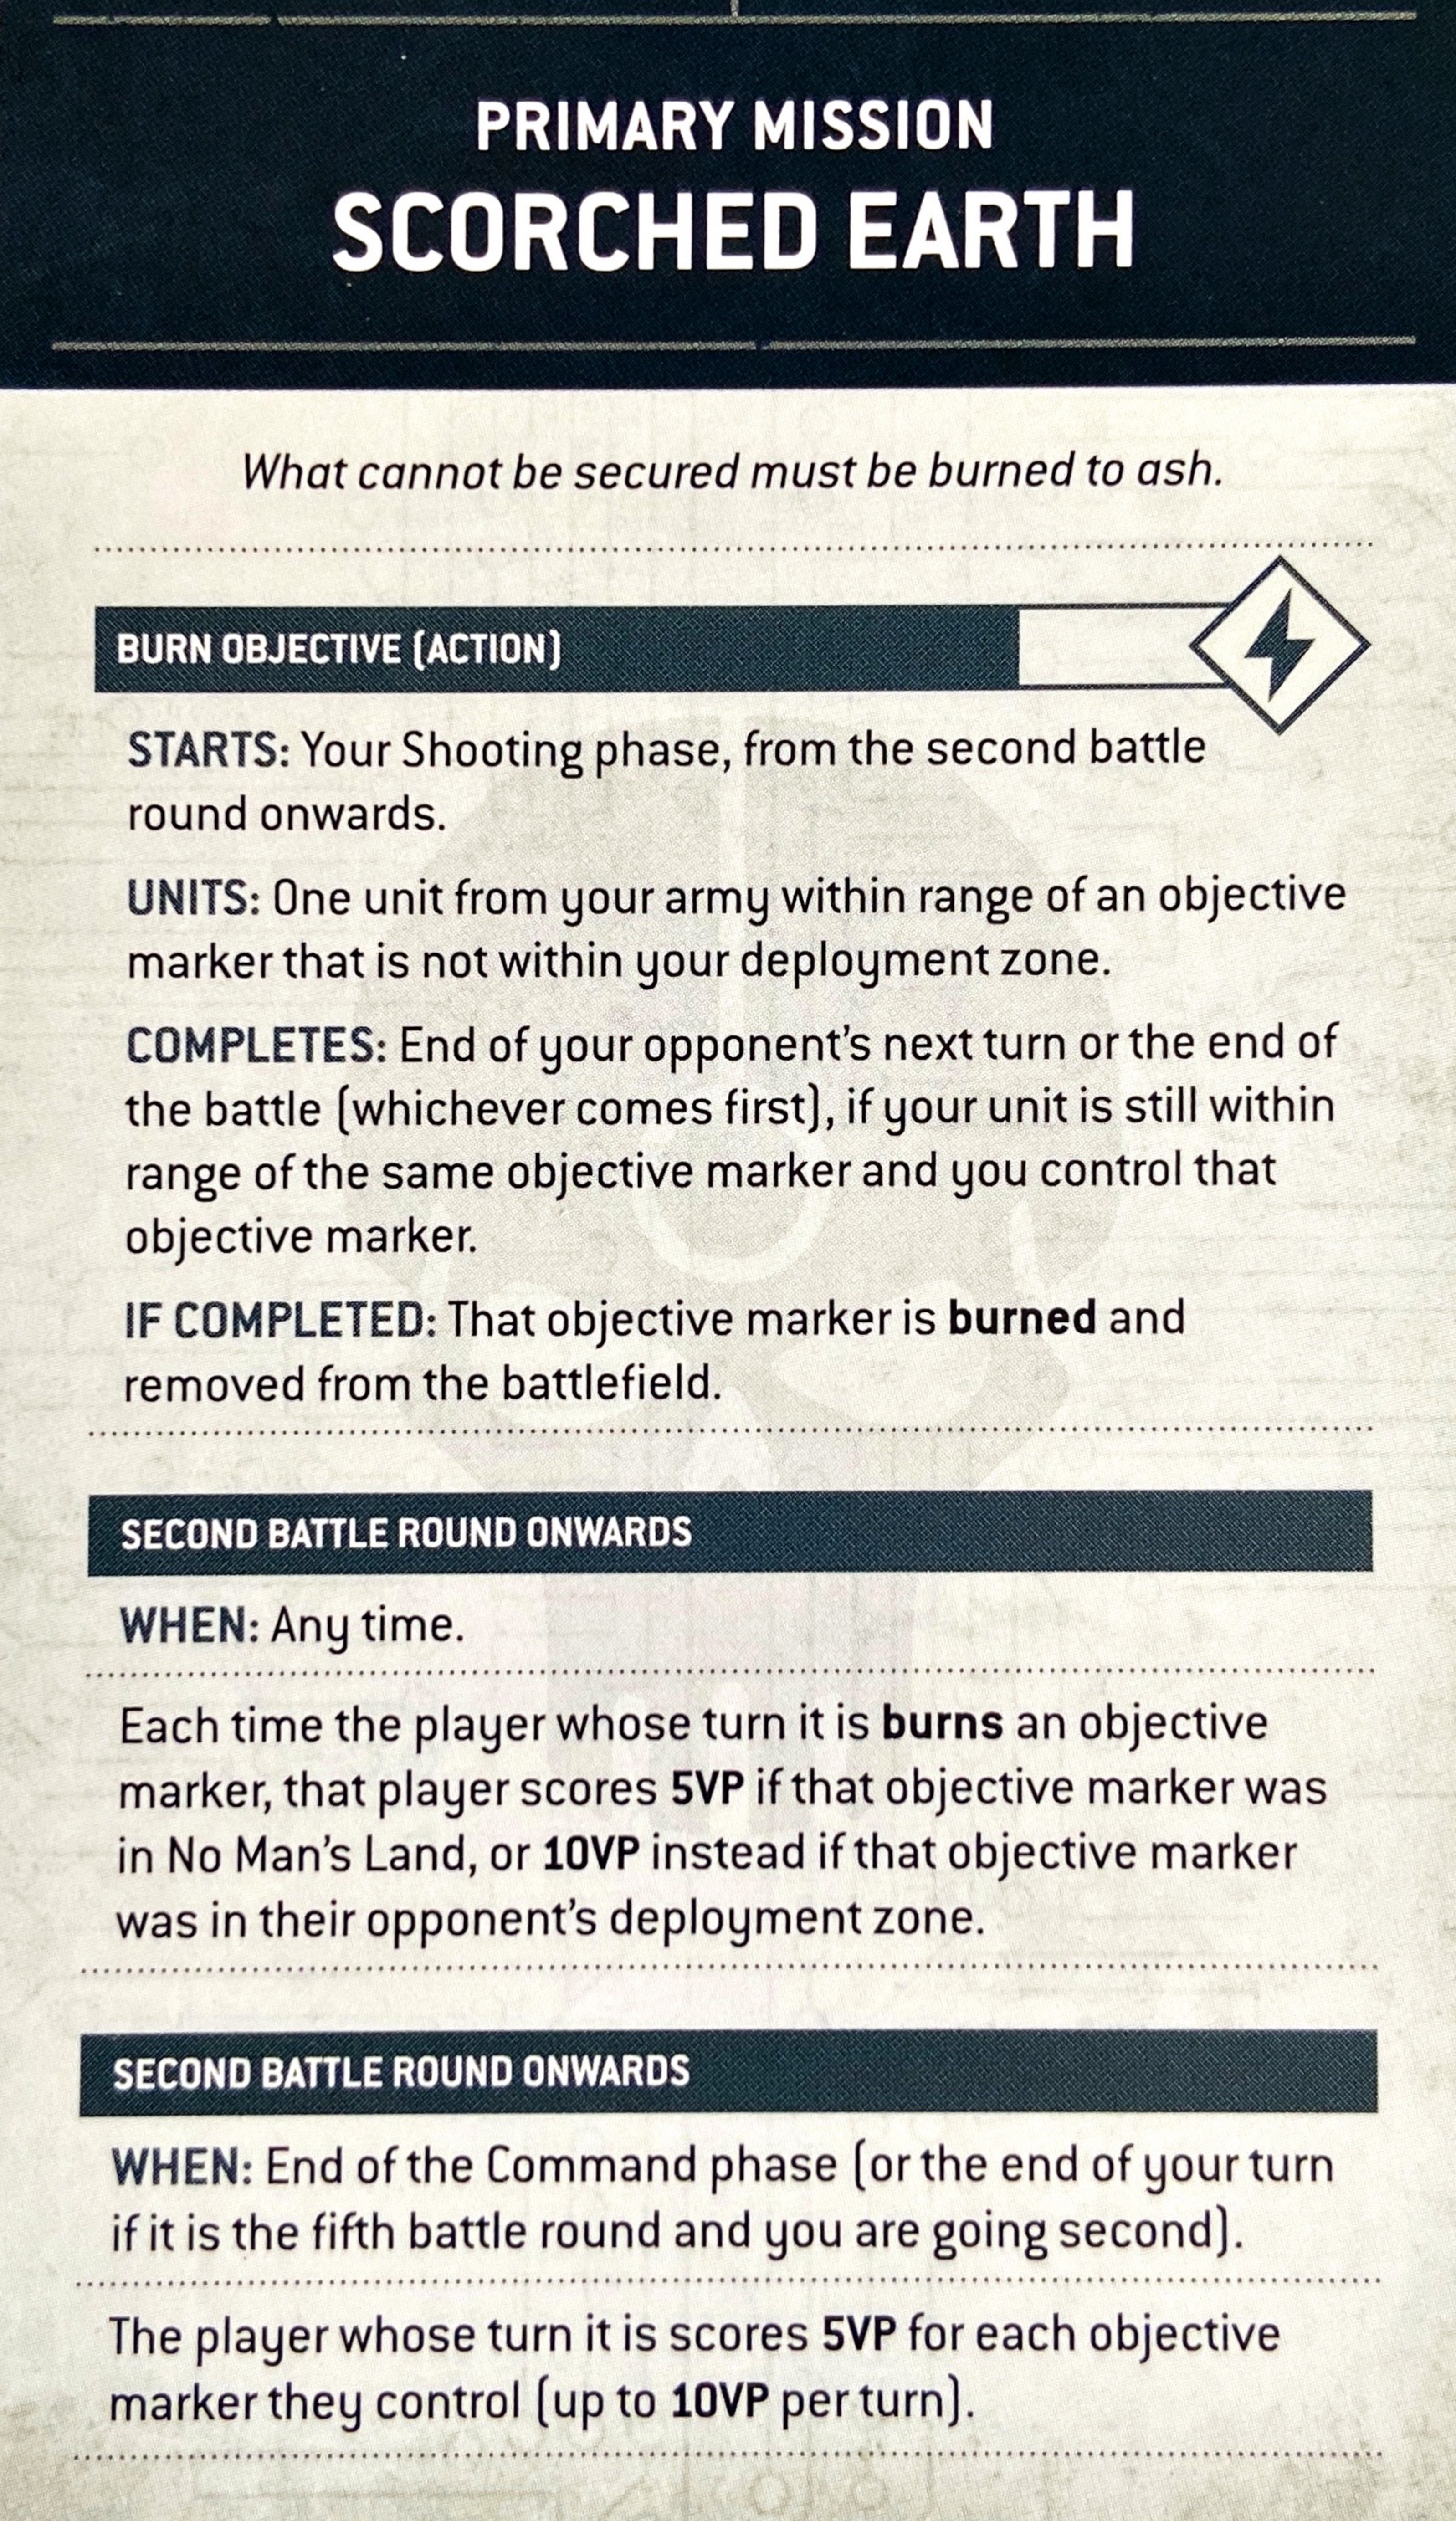 PRIMARY MISSION
SCORCHED EARTH
What cannot be secured must be burned to ash.
BURN OBJECTIVE (ACTION)
STARTS: Your Shooting phase, from the second battle
round onwards.
UNITS: One unit from your army within range of an objective
marker that is not within your deployment zone.
COMPLETES: End of your opponent's next turn or the end of
the battle (whichever comes first), if your unit is still within
range of the same objective marker and you control that
objective marker.
IF COMPLETED: That objective marker is burned and
removed from the battlefield.
SECOND BATTLE ROUND ONWARDS
WHEN: Any time.
Each time the player whose turn it is burns an objective
marker, that player scores 5VP if that objective marker was
in No Man's Land, or 10VP instead if that objective marker
was in their opponent's deployment zone.
SECOND BATTLE ROUND ONWARDS
WHEN: End of the Command phase (or the end of your turn
if it is the fifth battle round and you are going second).
The player whose turn it is scores 5VP for each objective
marker they control (up to 10VP per turn).